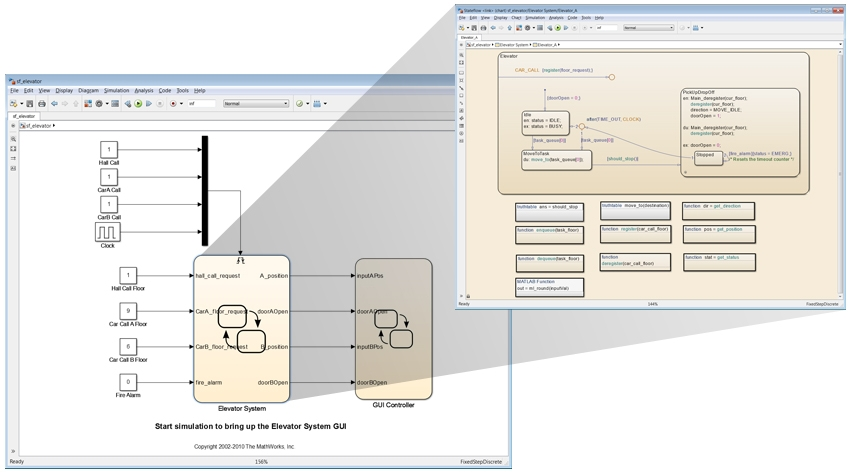 sf_elevator
File Edit View Display Diagram Simulation Analysis Code Tools Help
inf
Normal
sf_elevator
sf_elevator
1
Hall Call
1
CarA Call
1
CarB Call
Clock
1
Hall Call Floor
9
Car Call A Floor
6
Car Call B Floor
0
Fire Alarm
hall_call_request
CarA_floor_request
CarB_floor_request
fire_alarm
A_position
doorAOpen
B_position
doorBOpen
Elevator System
inputAPos
doorAOpen
inputBPos
doorBOpen
GUI Controller
Start simulation to bring up the Elevator System GUI
Copyright 2002-2010 The MathWorks, Inc.
Ready
156%
FixedStepDiscrete
Stateflow (chart) sf_elevator/Elevator System/Elevator_A
File Edit View Display Chart Simulation Analysis Code Tools Help
inf
Normal
Elevator_A
sf_elevator Elevator System Elevator_A
Elevator
CAR_CALL {register(floor_request);}
[doorOpen = 0;}
Idle
en: status = IDLE;
ex: status = BUSY;
after(TIME_OUT, CLOCK)
[task_queue[0]]
[task_queue[0]]
MoveToTask
du: move_to(task_queue[0]);
[should_stop()]
PickUpDropOff
en: Main_deregister(cur_floor);
deregister(cur_floor);
direction = MOVE_IDLE;
doorOpen = 1;
du: Main_deregister(cur_floor);
deregister(cur_floor);
ex: doorOpen = 0;
Stopped
[fire_alarm]{status = EMERG;}
/* Resets the timeout counter */
truthtable ans = should_stop
truthtable move_to(destination)
function dir = get_direction
function enqueue(task_floor)
function register(car_call_floor)
function pos = get_position
function dequeue(task_floor)
function
deregister(car_call_floor)
function stat = get_status
MATLAB Function
out = ml_round(inputVal)
Ready
144%
FixedStepDiscrete